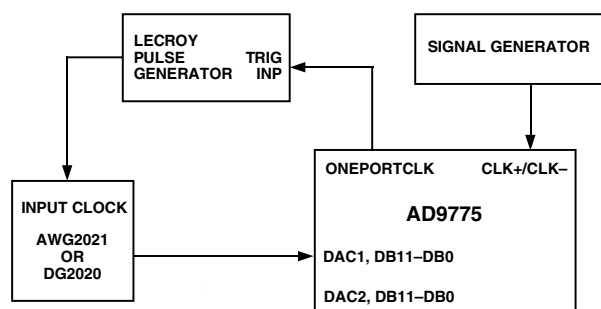 LECROY
PULSE
GENERATOR
TRIG
INP
SIGNAL GENERATOR
ONEPORTCLK
CLK+/CLK–
AD9775
INPUT CLOCK
AWG2021
OR
DG2020
DAC1, DB11–DB0
DAC2, DB11–DB0